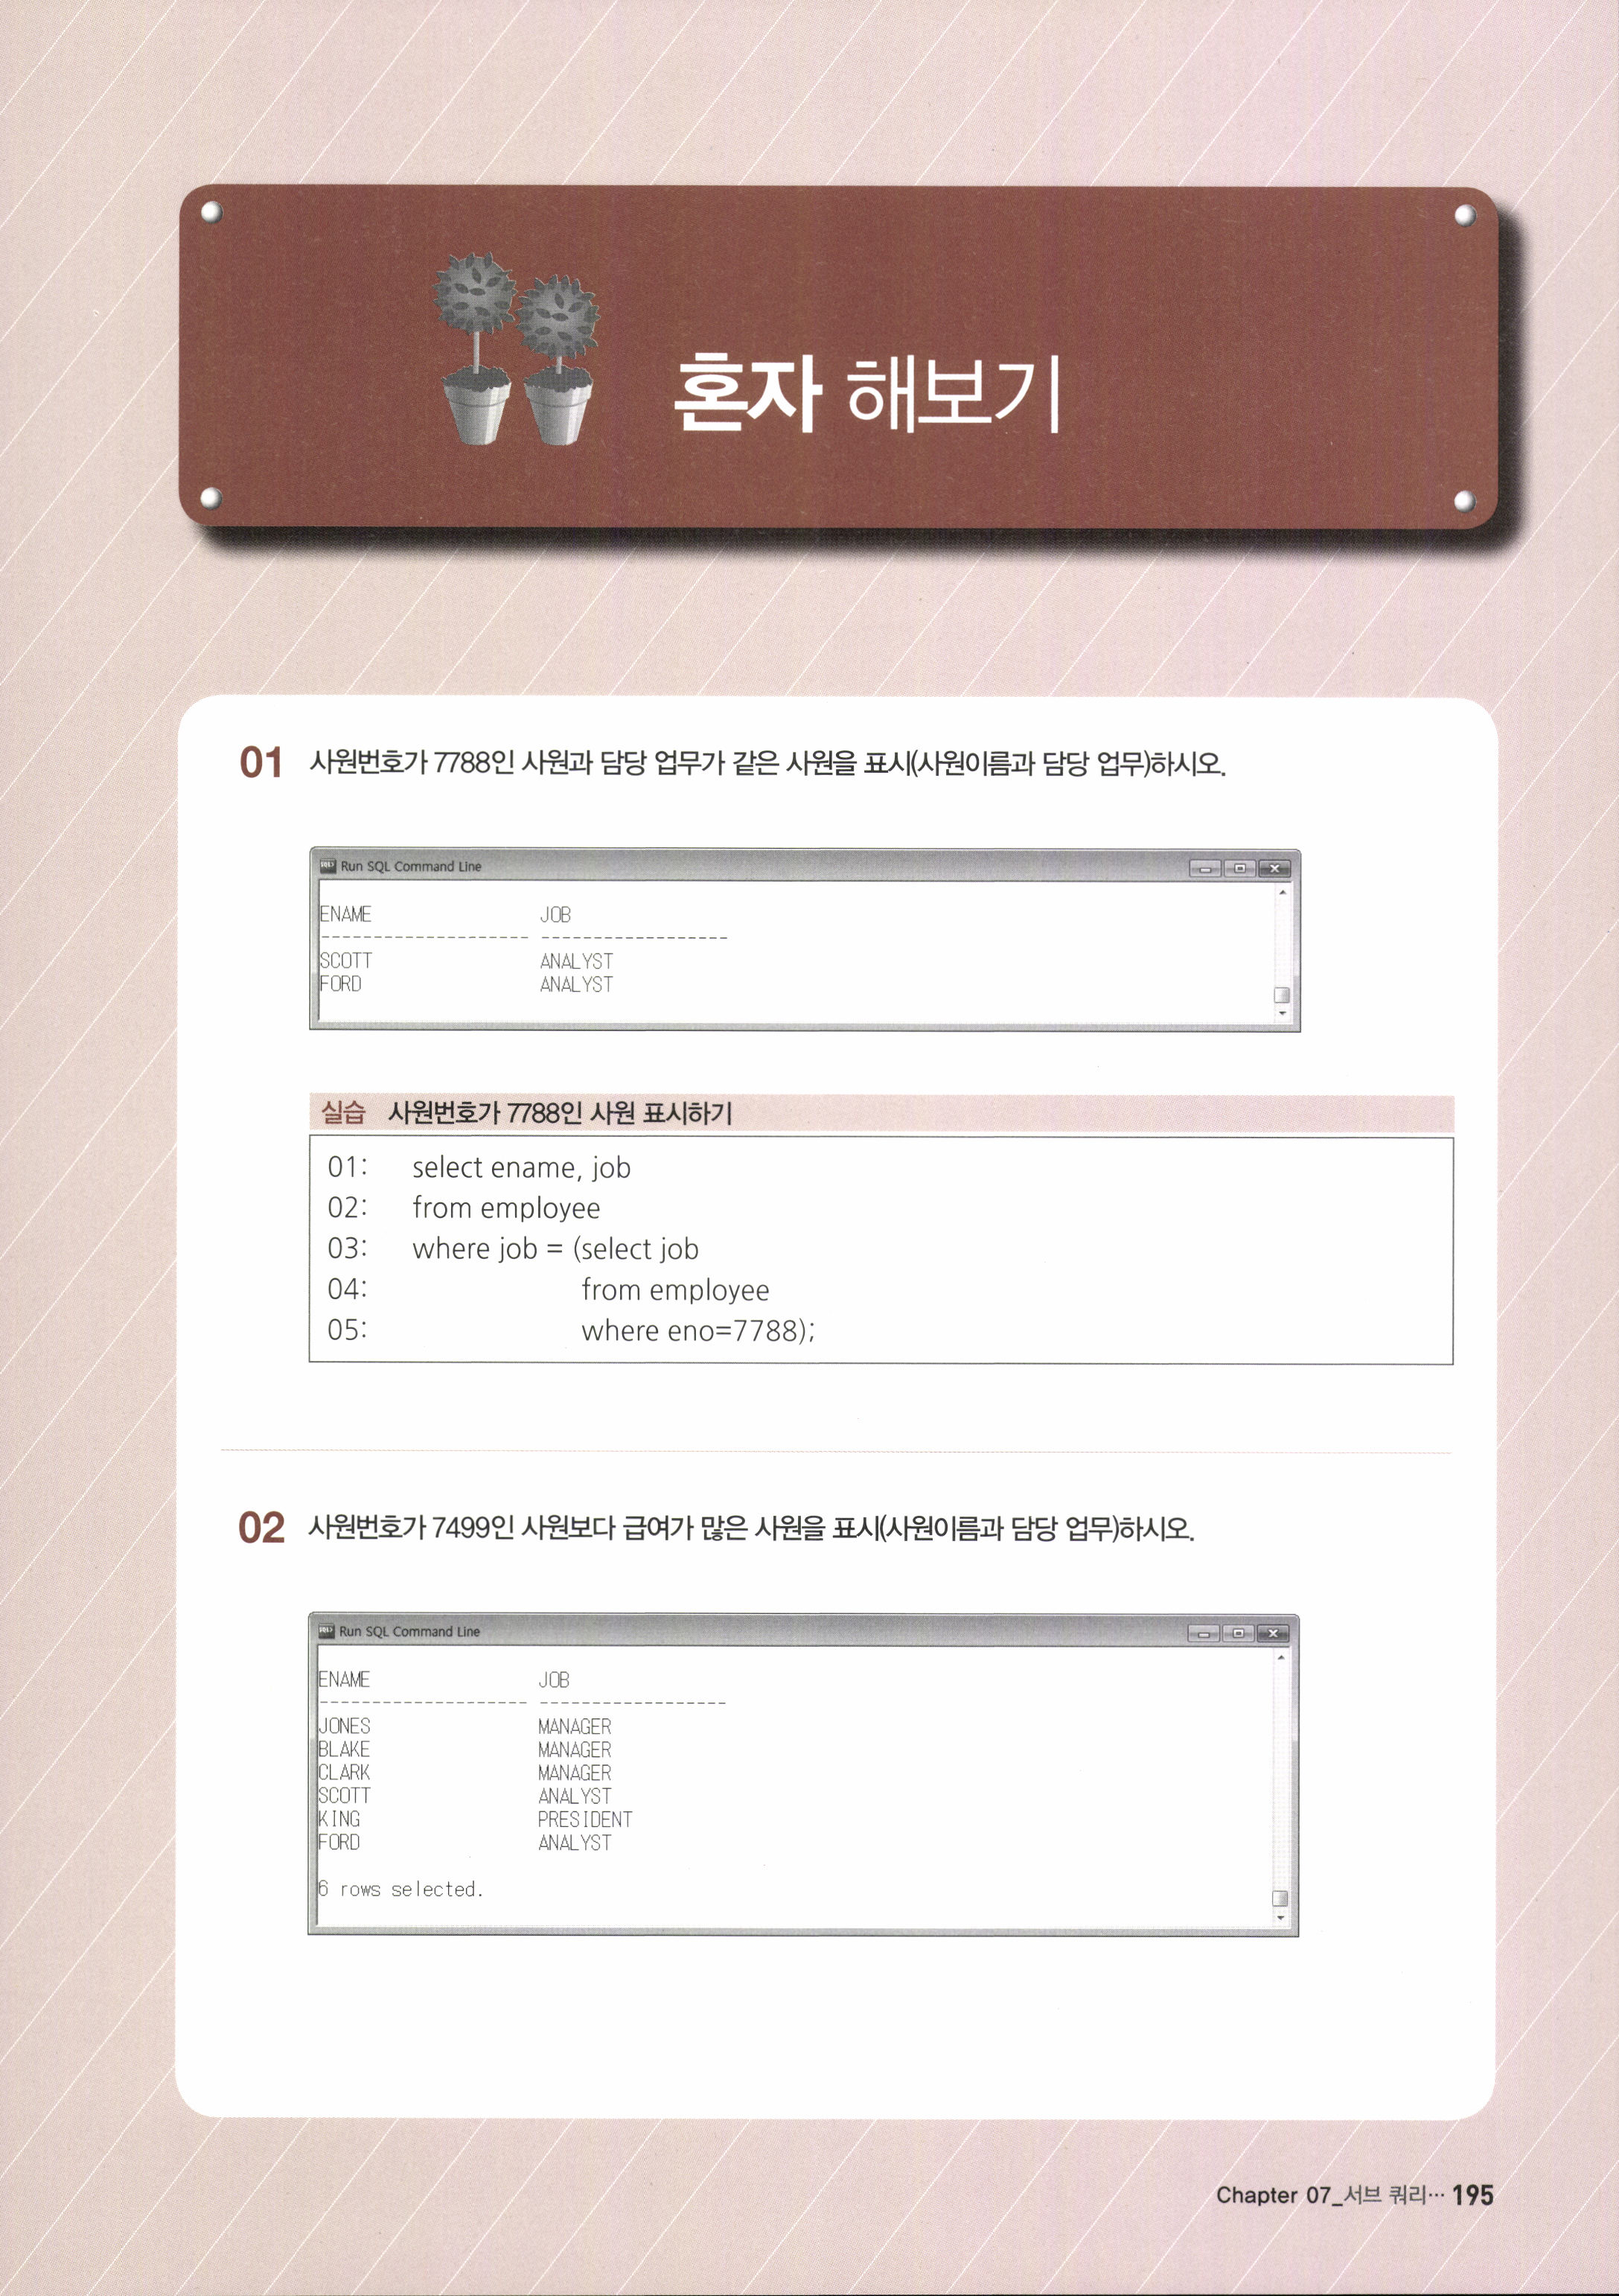 혼자 해보기
01 사원번호가 7788인 사원과 담당 업무가 같은 사원을 표시(사원이름과 담당 업무)하시오.
Run SQL Command Line
ENAME JOB
-------------------- ------------------
SCOTT ANALYST
FORD ANALYST
실습 사원번호가 7788인 사원 표시하기
01: select ename, job
02: from employee
03: where job = (select job
04: from employee
05: where eno=7788);
02 사원번호가 7499인 사원보다 급여가 많은 사원을 표시(사원이름과 담당 업무)하시오.
Run SQL Command Line
ENAME JOB
-------------------- ------------------
JONES MANAGER
BLAKE MANAGER
CLARK MANAGER
SCOTT ANALYST
KING PRESIDENT
FORD ANALYST
6 rows selected.
Chapter 07_서브 쿼리··· 195